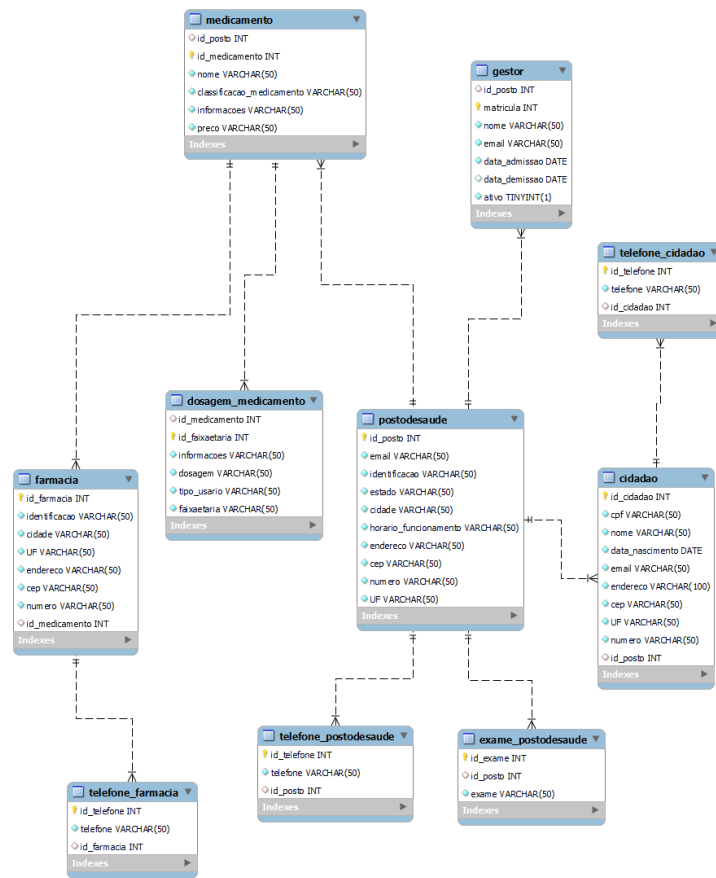 medicamento
id_posto INT
id_medicamento INT
nome VARCHAR(50)
classificacao_medicamento VARCHAR(50)
informacoes VARCHAR(50)
preco VARCHAR(50)
Indexes
gestor
id_posto INT
matricula INT
nome VARCHAR(50)
email VARCHAR(50)
data_admissao DATE
data_demissao DATE
ativo TINYINT(1)
Indexes
telefone_cidadao
id_telefone INT
telefone VARCHAR(50)
id_cidadao INT
Indexes
dosagem_medicamento
id_medicamento INT
id_faixaetaria INT
informacoes VARCHAR(50)
dosagem VARCHAR(50)
tipo_usario VARCHAR(50)
faixaetaria VARCHAR(50)
Indexes
postodesaude
id_posto INT
email VARCHAR(50)
identificacao VARCHAR(50)
estado VARCHAR(50)
cidade VARCHAR(50)
horario_funcionamento VARCHAR(50)
endereco VARCHAR(50)
cep VARCHAR(50)
numero VARCHAR(50)
UF VARCHAR(50)
Indexes
farmacia
id_farmacia INT
identificacao VARCHAR(50)
cidade VARCHAR(50)
UF VARCHAR(50)
endereco VARCHAR(50)
cep VARCHAR(50)
numero VARCHAR(50)
id_medicamento INT
Indexes
cidadao
id_cidadao INT
cpf VARCHAR(50)
nome VARCHAR(50)
data_nascimento DATE
email VARCHAR(50)
endereco VARCHAR(100)
cep VARCHAR(50)
UF VARCHAR(50)
numero VARCHAR(50)
id_posto INT
Indexes
telefone_postodesaude
id_telefone INT
telefone VARCHAR(50)
id_posto INT
Indexes
exame_postodesaude
id_exame INT
id_posto INT
exame VARCHAR(50)
Indexes
telefone_farmacia
id_telefone INT
telefone VARCHAR(50)
id_farmacia INT
Indexes